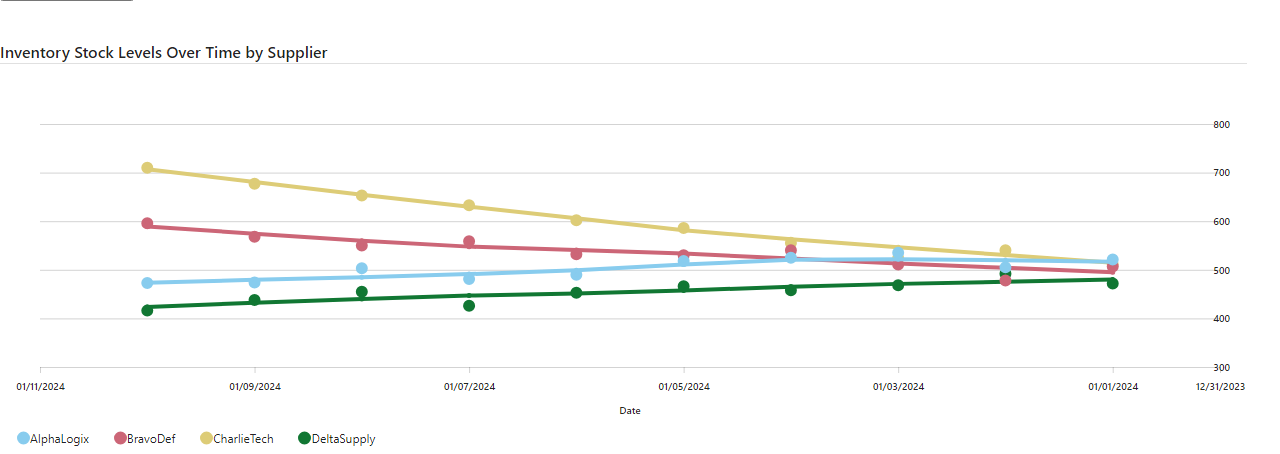 Inventory Stock Levels Over Time by Supplier
800
700
600
500
400
300
01/11/2024 01/09/2024 01/07/2024 01/05/2024 01/03/2024 01/01/2024 12/31/2023
Date
AlphaLogix BravoDef CharlieTech DeltaSupply